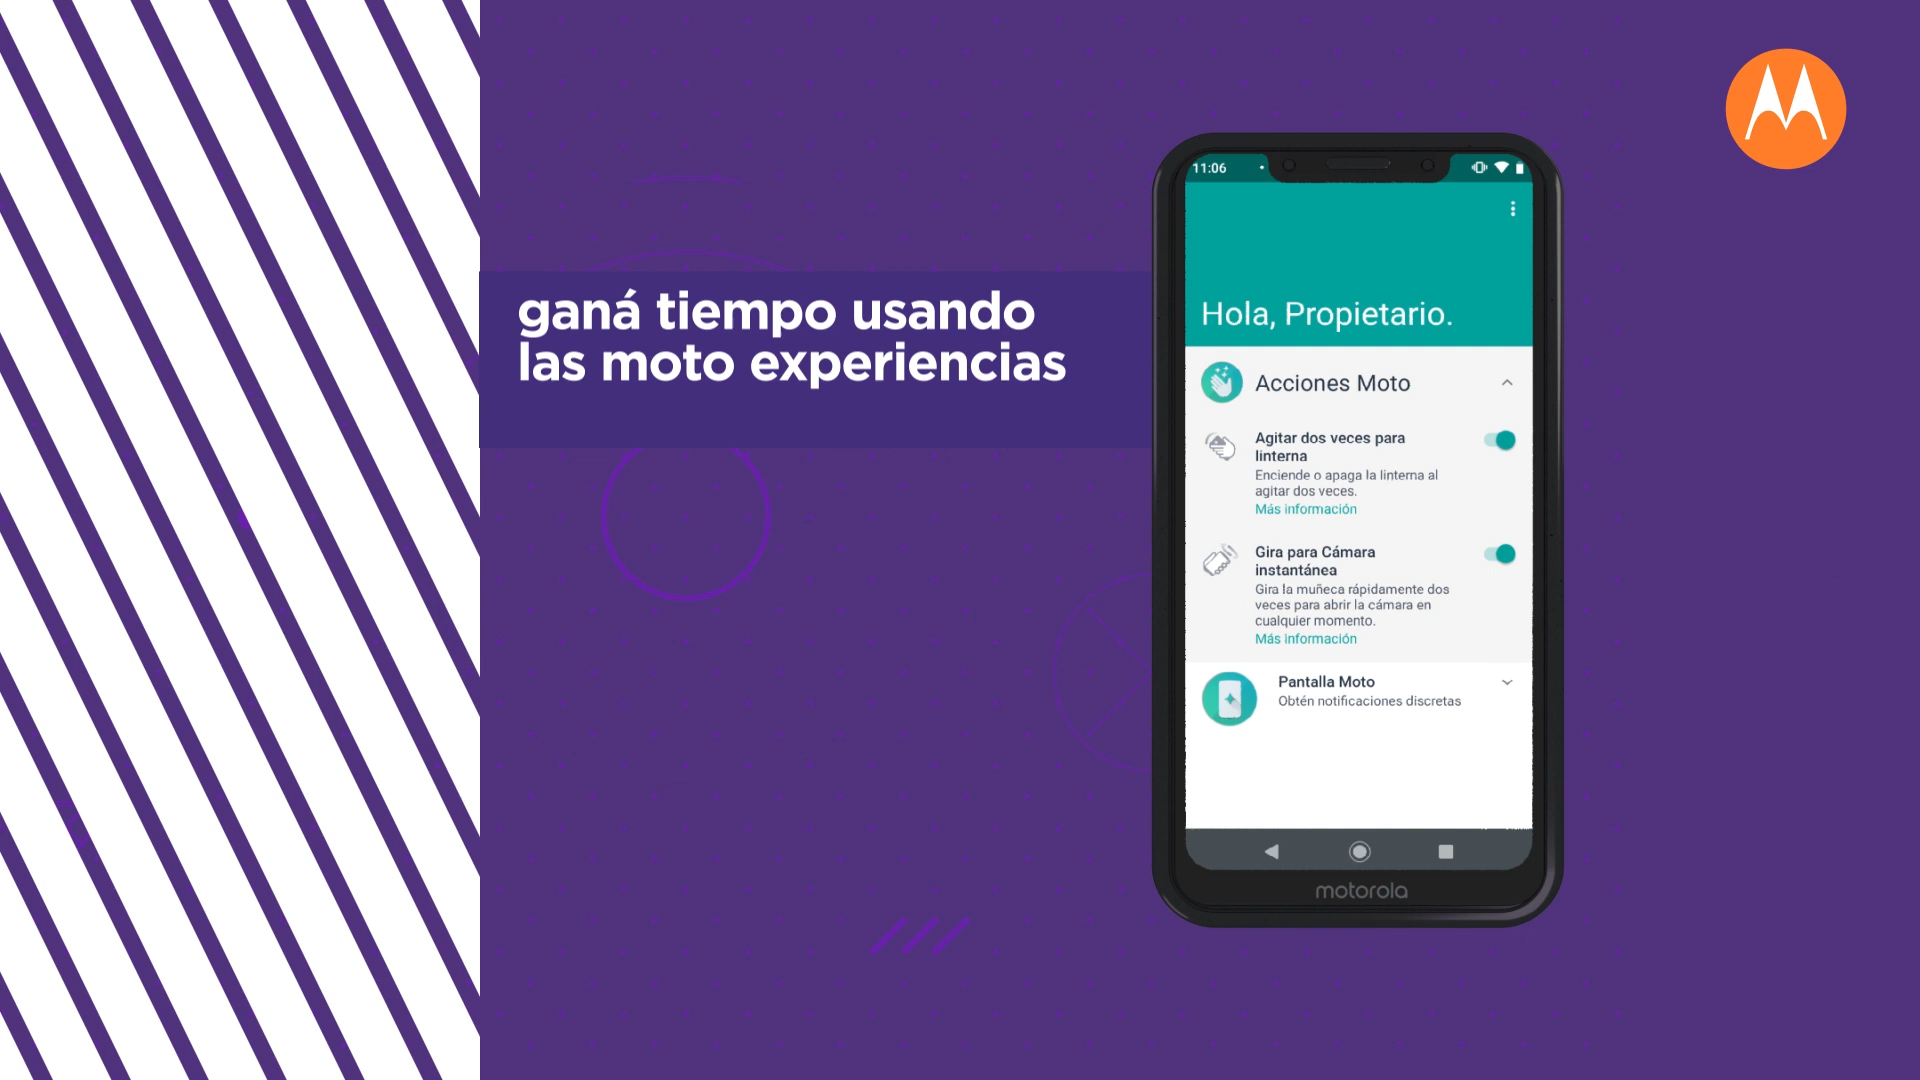 ganá tiempo usando
las moto experiencias
11:06
Hola, Propietario.
Acciones Moto
Agitar dos veces para
linterna
Enciende o apaga la linterna al
agitar dos veces.
Más información
Gira para Cámara
instantánea
Gira la muñeca rápidamente dos
veces para abrir la cámara en
cualquier momento.
Más información
Pantalla Moto
Obtén notificaciones discretas
motorola